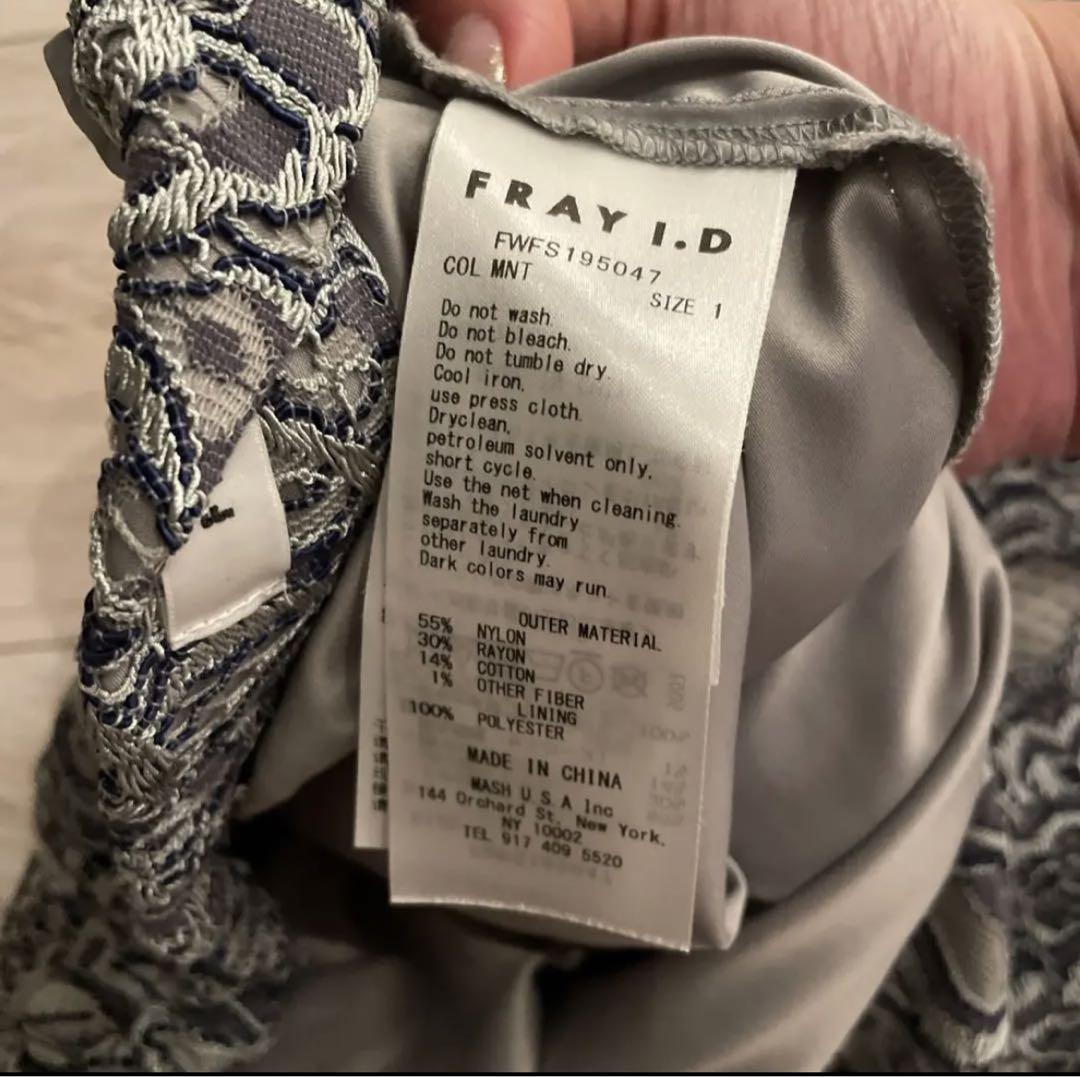 FRAY I.D
FWFS195047
COL MNT
SIZE 1
Do not wash.
Do not bleach.
Do not tumble dry.
Cool iron,
use press cloth.
Dryclean,
petroleum solvent only,
short cycle.
Use the net when cleaning.
Wash the laundry
separately from
other laundry.
Dark colors may run.
OUTER MATERIAL
55% NYLON
30% RAYON
14% COTTON
1% OTHER FIBER
LINING
100% POLYESTER
MADE IN CHINA
MASH U.S.A Inc
144 Orchard St, New York,
NY 10002
TEL 917 409 5520